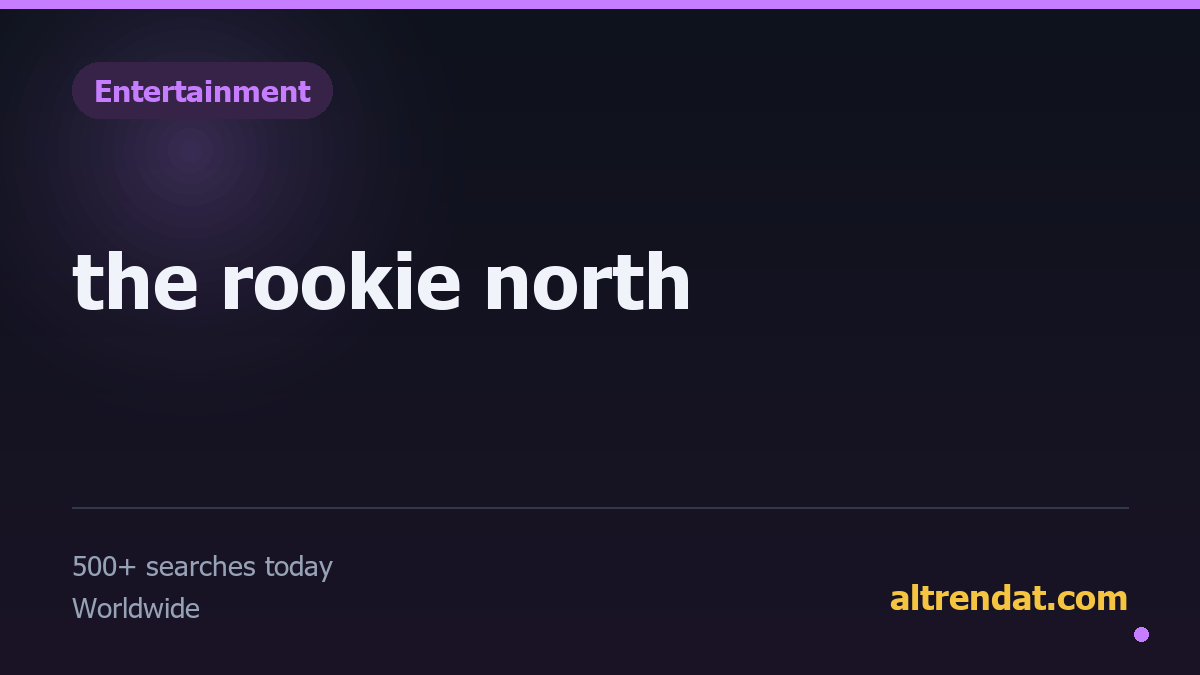 Entertainment
the rookie north
500+ searches today
Worldwide
altrendat.com